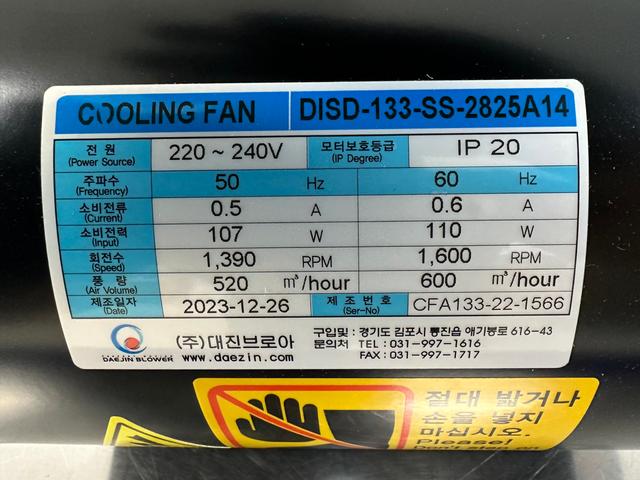 COOLING FAN DISD-133-SS-2825A14
전 원 220 ~ 240V 모터보호등급 IP 20
(Power Source) (IP Degree)
주파수 50 Hz 60 Hz
(Frequency)
소비전류 0.5 A 0.6 A
(Current)
소비전력 107 W 110 W
(Input)
회전수 1,390 RPM 1,600 RPM
(Speed)
풍 량 520 m³/hour 600 m³/hour
(Air Volume)
제조일자 2023-12-26 제 조 번 호 CFA133-22-1566
(Date) (Ser-No)
(주)대진브로아
www.daezin.com
DAEJIN BLOWER
구입및: 경기도 김포시 통진읍 애기봉로 616-43
문의처 TEL: 031-997-1616
FAX: 031-997-1717
절대 밟거나
손을 넣지
마십시오.
Please!
Don't step on